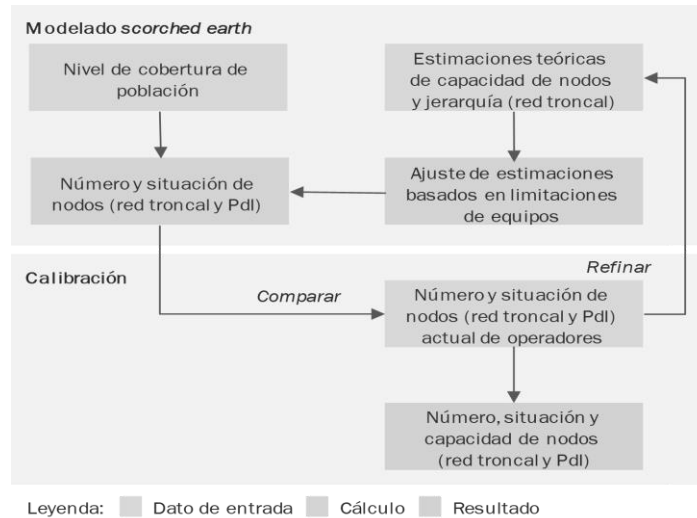 Modelado scorched earth
Nivel de cobertura de
población
Estimaciones teóricas
de capacidad de nodos
y jerarquía (red troncal)
Número y situación de
nodos (red troncal y PdI)
Ajuste de estimaciones
basados en limitaciones
de equipos
Calibración
Comparar
Refinar
Número y situación de
nodos (red troncal y PdI)
actual de operadores
Número, situación y
capacidad de nodos
(red troncal y PdI)
Leyenda: Dato de entrada Cálculo Resultado